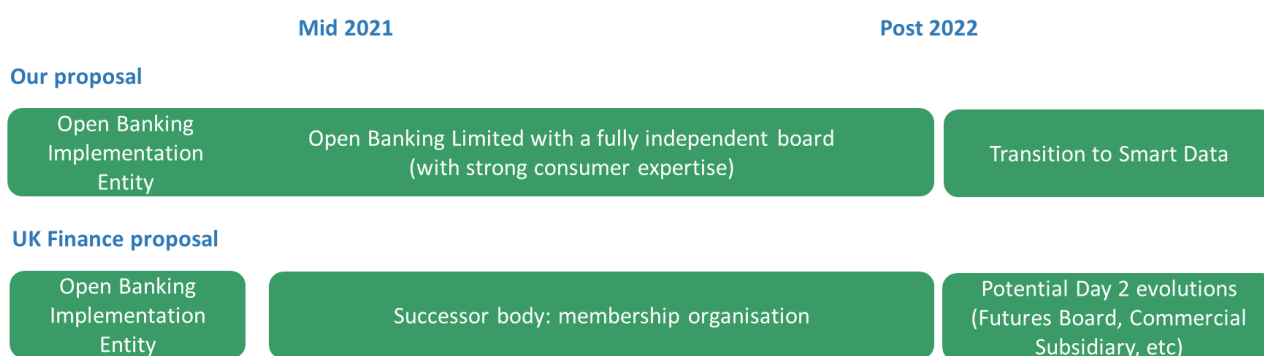 Mid 2021
Post 2022
Our proposal
Open Banking
Implementation
Entity
Open Banking Limited with a fully independent board
(with strong consumer expertise)
Transition to Smart Data
UK Finance proposal
Open Banking
Implementation
Entity
Successor body: membership organisation
Potential Day 2 evolutions
(Futures Board, Commercial
Subsidiary, etc)